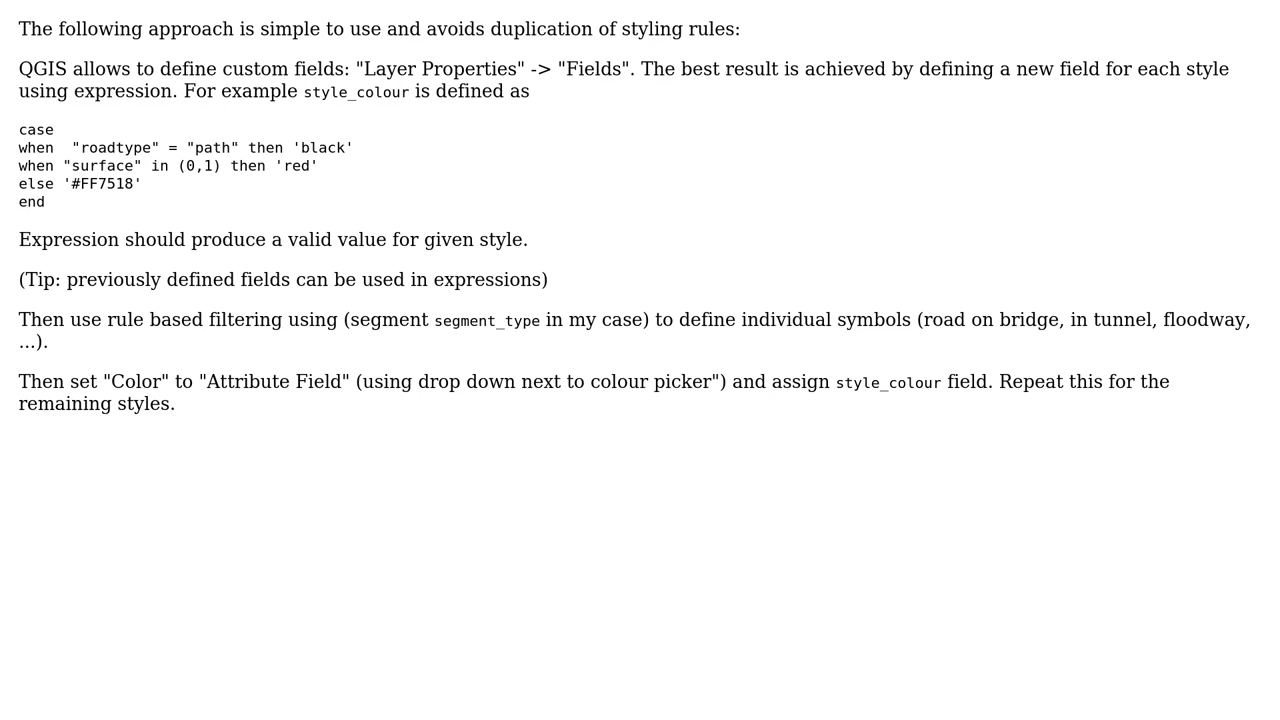 The following approach is simple to use and avoids duplication of styling rules:
QGIS allows to define custom fields: "Layer Properties" -> "Fields". The best result is achieved by defining a new field for each style
using expression. For example style_colour is defined as
case
when  "roadtype" = "path" then 'black'
when "surface" in (0,1) then 'red'
else '#FF7518'
end
Expression should produce a valid value for given style.
(Tip: previously defined fields can be used in expressions)
Then use rule based filtering using (segment segment_type in my case) to define individual symbols (road on bridge, in tunnel, floodway,
...).
Then set "Color" to "Attribute Field" (using drop down next to colour picker") and assign style_colour field. Repeat this for the
remaining styles.